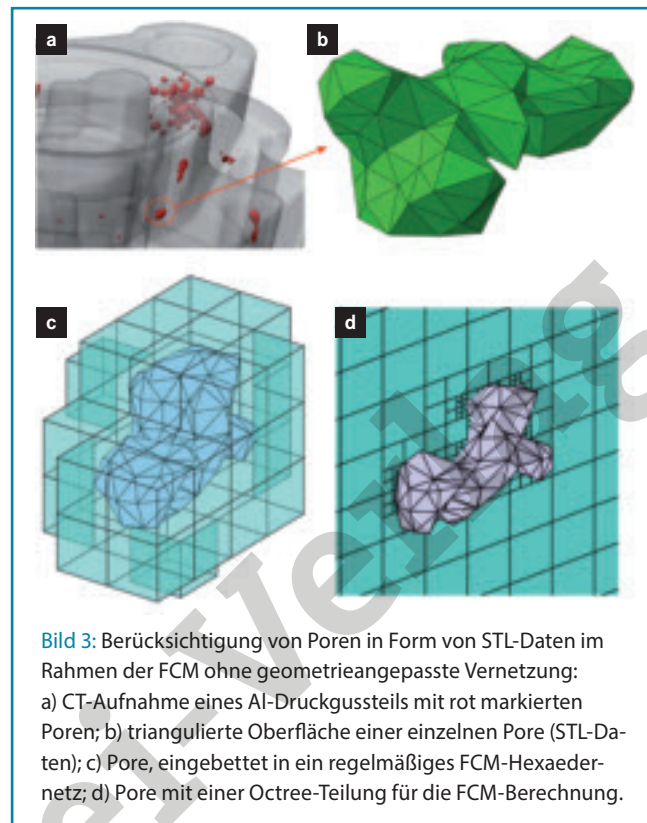 a
b
c
d
Bild 3: Berücksichtigung von Poren in Form von STL-Daten im
Rahmen der FCM ohne geometrieangepasste Vernetzung:
a) CT-Aufnahme eines Al-Druckgussteils mit rot markierten
Poren; b) triangulierte Oberfläche einer einzelnen Pore (STL-Da-
ten); c) Pore, eingebettet in ein regelmäßiges FCM-Hexaeder-
netz; d) Pore mit einer Octree-Teilung für die FCM-Berechnung.
ei-Verlag